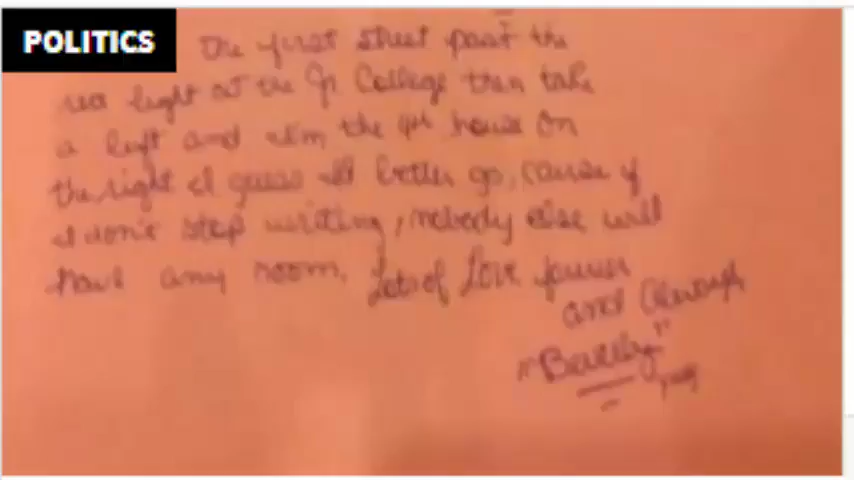 POLITICS
the first street past the
red light at the Jr. College then take
a left and I'm the 4th house on
the right I guess I'd better go, cause if
I don't stop writing, nobody else will
have any room. Lots of Love forever
and Always